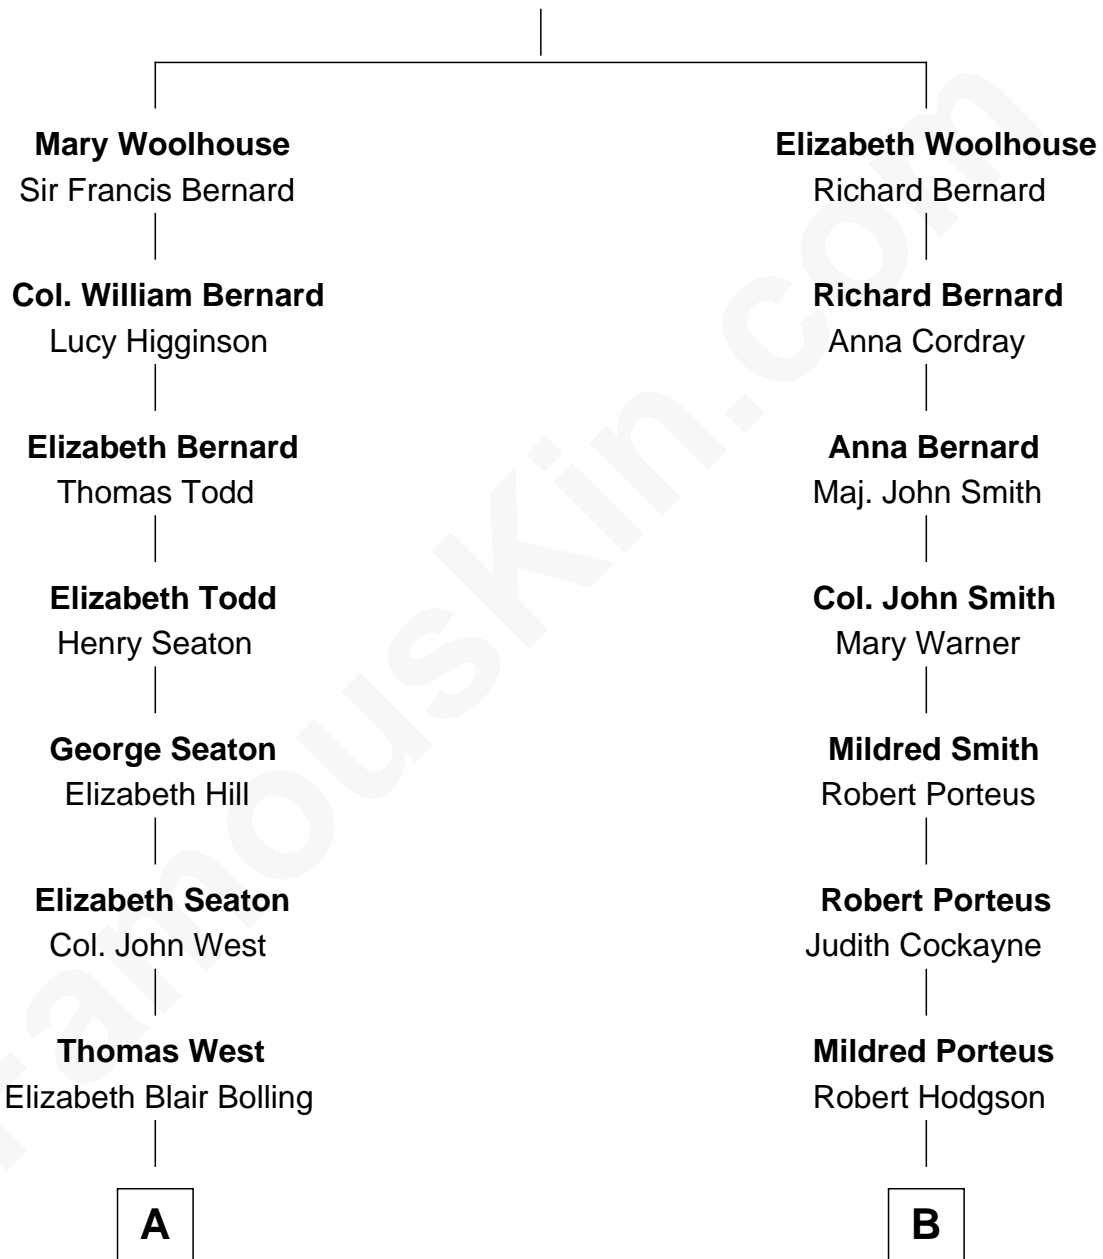 Mary Woolhouse
Sir Francis Bernard
Elizabeth Woolhouse
Richard Bernard
Col. William Bernard
Lucy Higginson
Richard Bernard
Anna Cordray
Elizabeth Bernard
Thomas Todd
Anna Bernard
Maj. John Smith
Elizabeth Todd
Henry Seaton
Col. John Smith
Mary Warner
George Seaton
Elizabeth Hill
Mildred Smith
Robert Porteus
Elizabeth Seaton
Col. John West
Robert Porteus
Judith Cockayne
Thomas West
Elizabeth Blair Bolling
Mildred Porteus
Robert Hodgson
A
B
FamousKin.com